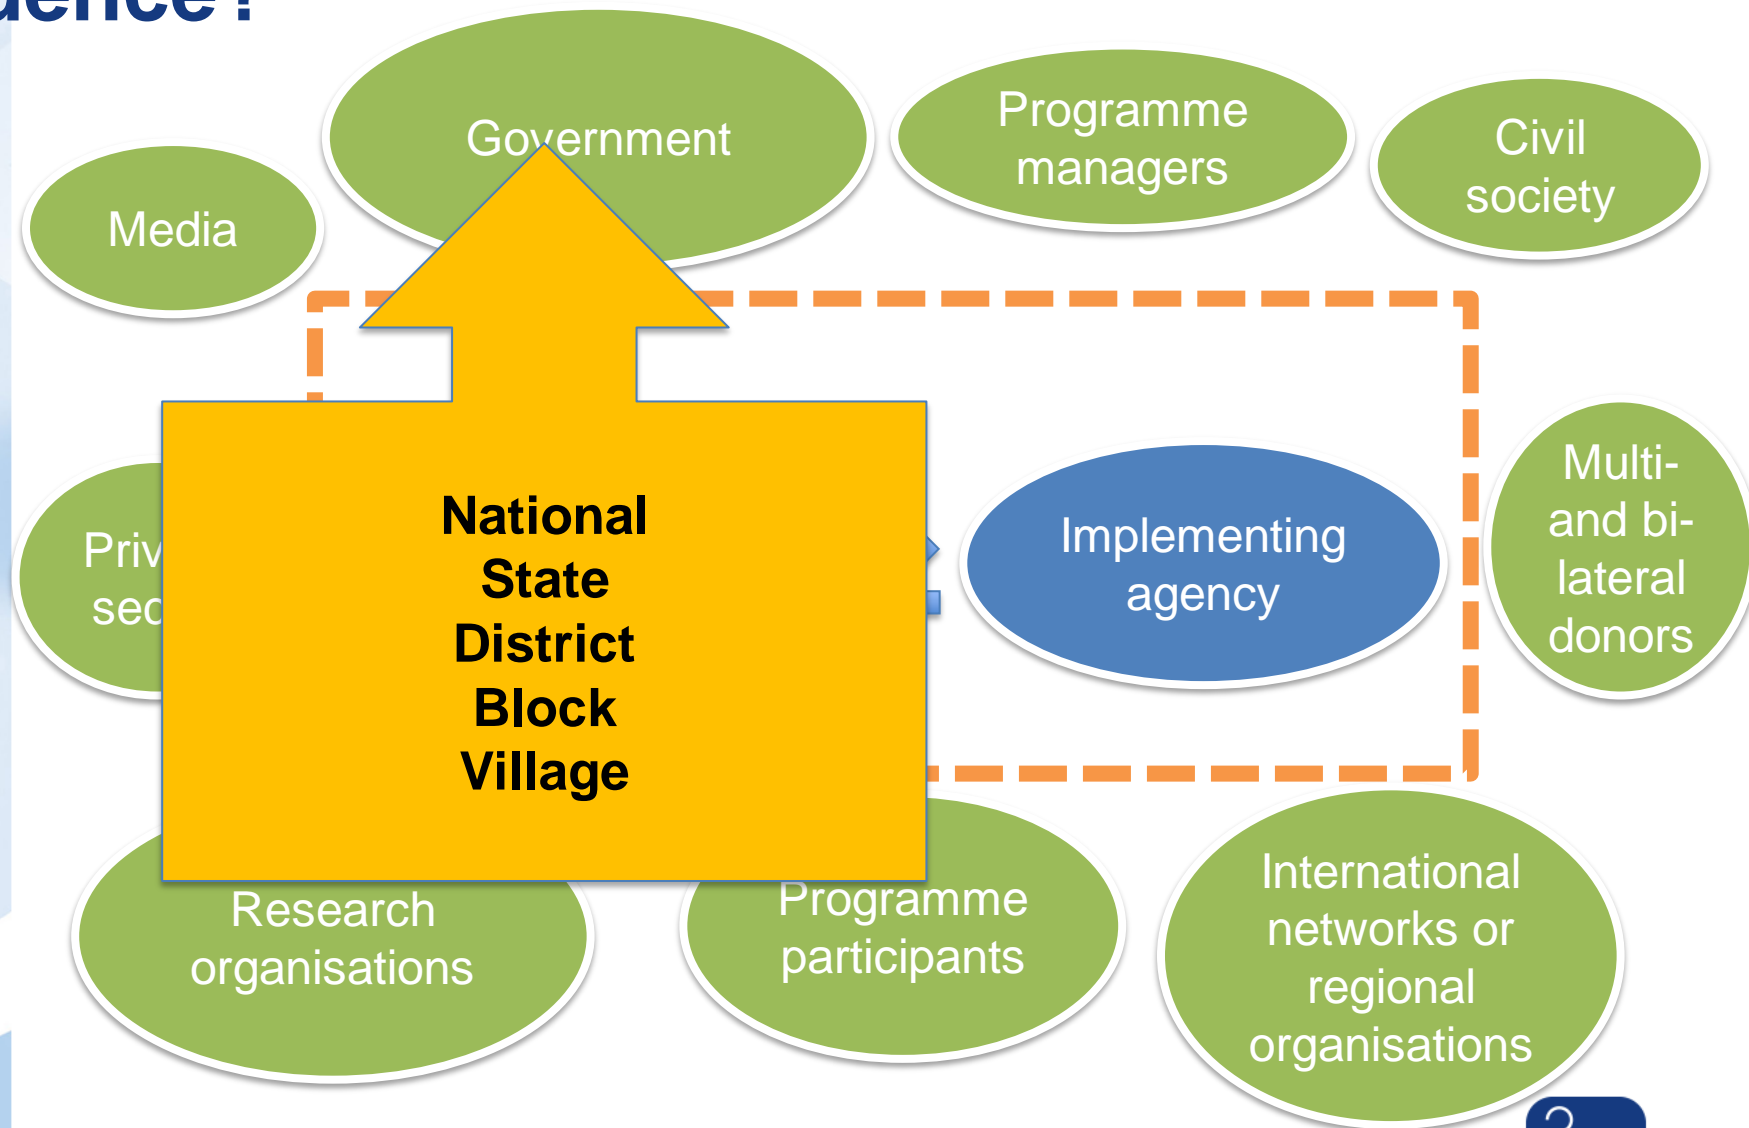 Government
Programme
managers
Civil
society
Media
Multi-
and bi-
lateral
donors
National
State
District
Block
Village
Implementing
agency
Research
organisations
Programme
participants
International
networks or
regional
organisations